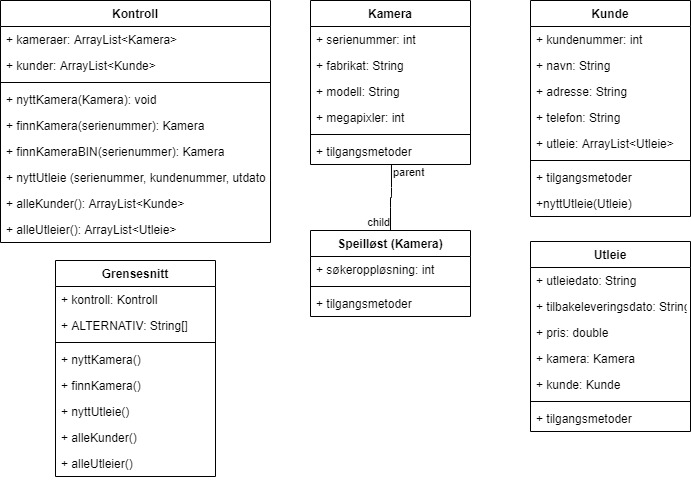 Kontroll
+ kameraer: ArrayList<Kamera>
+ kunder: ArrayList<Kunde>
+ nyttKamera(Kamera): void
+ finnKamera(serienummer): Kamera
+ finnKameraBIN(serienummer): Kamera
+ nyttUtleie (serienummer, kundenummer, utdato
+ alleKunder(): ArrayList<Kunde>
+ alleUtleier(): ArrayList<Utleie>
Kamera
+ serienummer: int
+ fabrikat: String
+ modell: String
+ megapixler: int
+ tilgangsmetoder
parent
child
Speilløst (Kamera)
+ søkeroppløsning: int
+ tilgangsmetoder
Kunde
+ kundenummer: int
+ navn: String
+ adresse: String
+ telefon: String
+ utleie: ArrayList<Utleie>
+ tilgangsmetoder
+nyttUtleie(Utleie)
Grensesnitt
+ kontroll: Kontroll
+ ALTERNATIV: String[]
+ nyttKamera()
+ finnKamera()
+ nyttUtleie()
+ alleKunder()
+ alleUtleier()
Utleie
+ utleiedato: String
+ tilbakeleveringsdato: String
+ pris: double
+ kamera: Kamera
+ kunde: Kunde
+ tilgangsmetoder